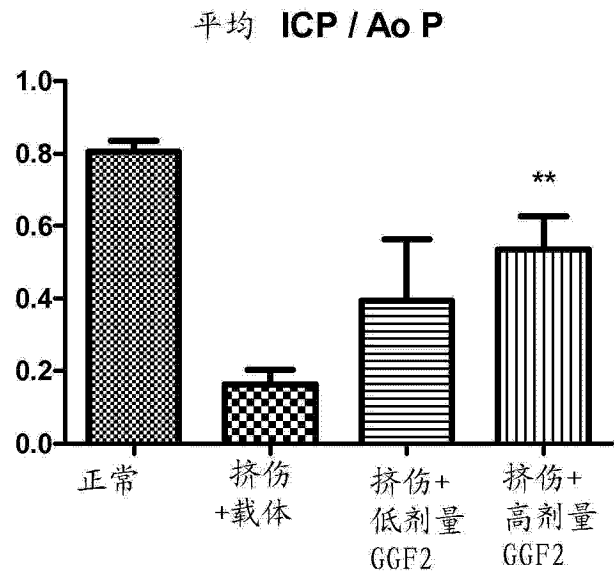 平均 ICP / Ao P
1.0
0.8
**
0.6
0.4
0.2
0.0
正常
挤伤
+载体
挤伤+
低剂量
GGF2
挤伤+
高剂量
GGF2